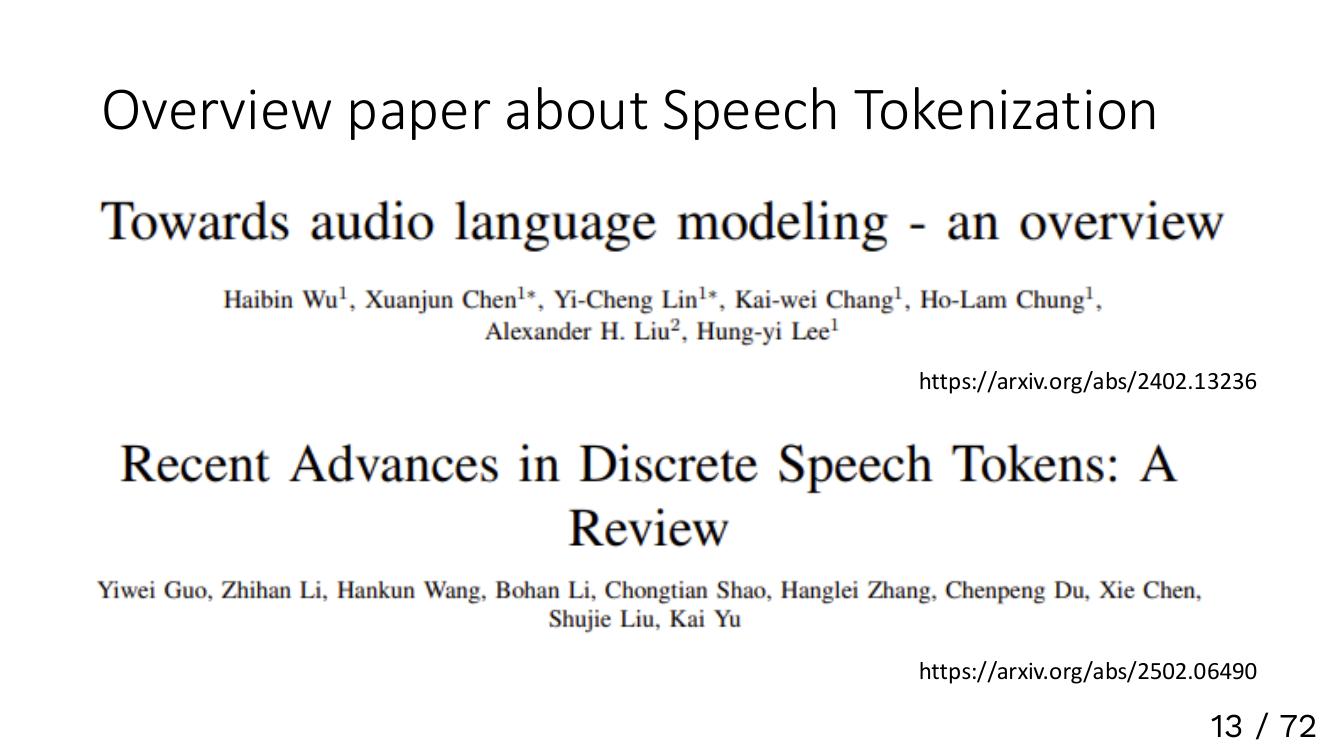 Overview paper about Speech Tokenization
Towards audio language modeling - an overview
Haibin Wu¹, Xuanjun Chen¹*, Yi-Cheng Lin¹*, Kai-wei Chang¹, Ho-Lam Chung¹,
Alexander H. Liu², Hung-yi Lee¹
https://arxiv.org/abs/2402.13236
Recent Advances in Discrete Speech Tokens: A
Review
Yiwei Guo, Zhihan Li, Hankun Wang, Bohan Li, Chongtian Shao, Hanglei Zhang, Chenpeng Du, Xie Chen,
Shujie Liu, Kai Yu
https://arxiv.org/abs/2502.06490
13 / 72